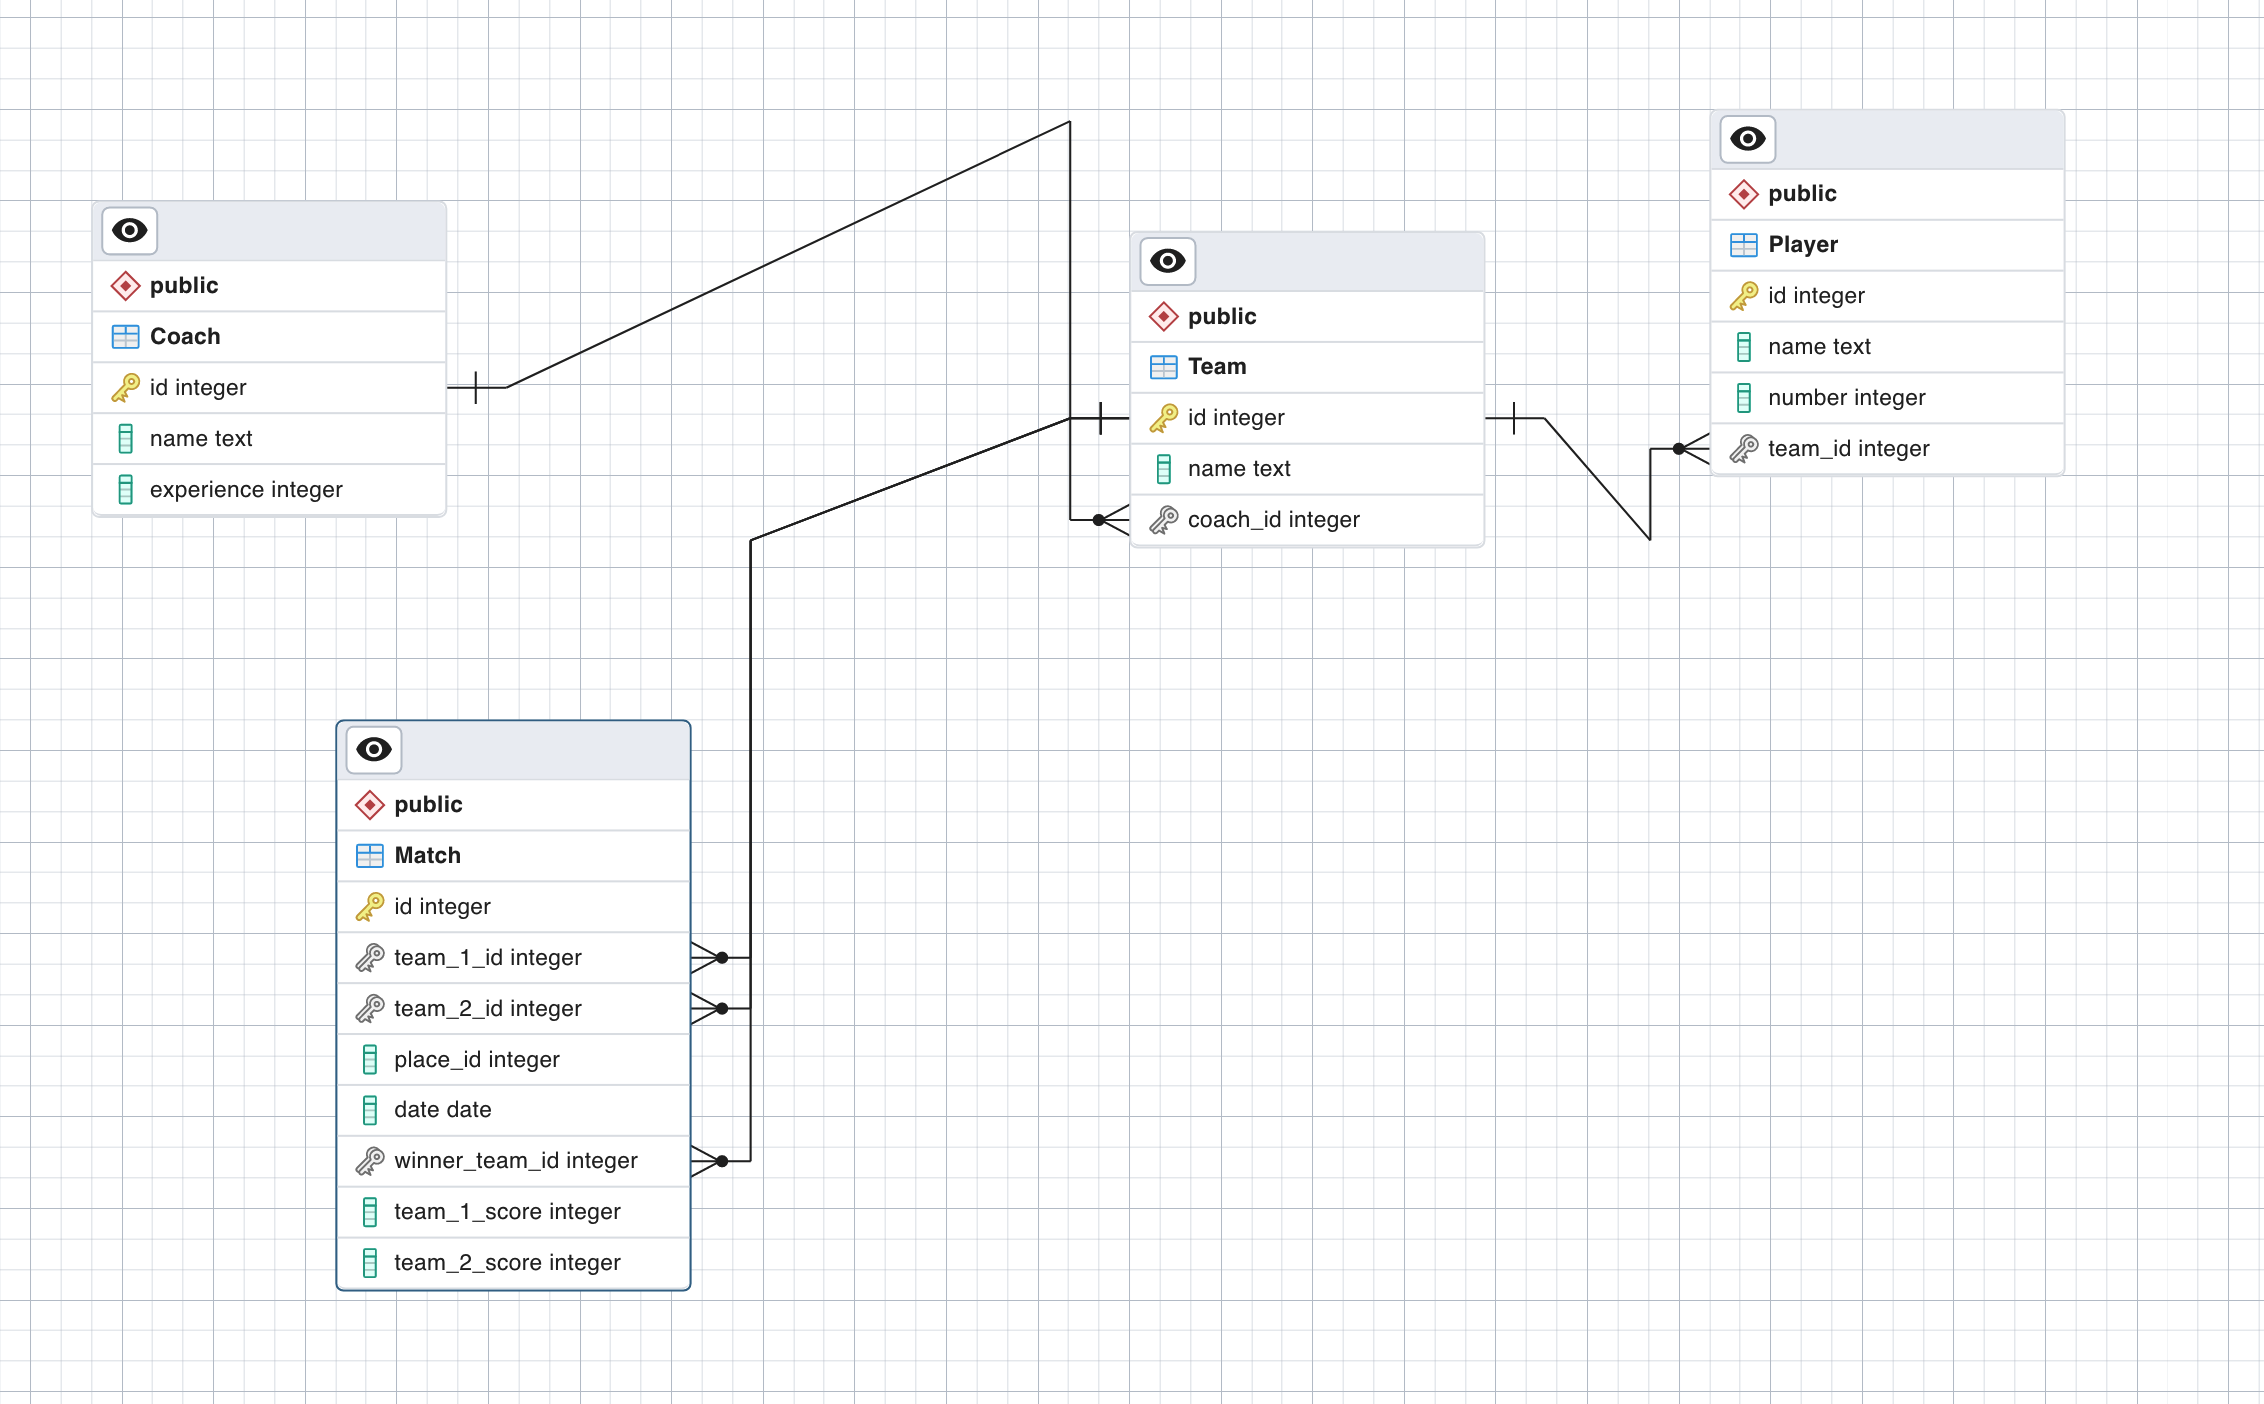 public
Coach
id integer
name text
experience integer
public
Team
id integer
name text
coach_id integer
public
Player
id integer
name text
number integer
team_id integer
public
Match
id integer
team_1_id integer
team_2_id integer
place_id integer
date date
winner_team_id integer
team_1_score integer
team_2_score integer